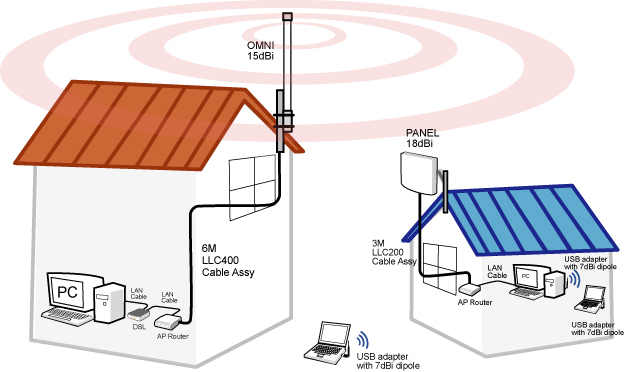 OMNI
15dBi
PANEL
18dBi
6M
LLC400
Cable Assy
3M
LLC200
Cable Assy
PC
LAN
Cable
LAN
Cable
DSL
AP Router
LAN
Cable
AP Router
PC
USB adapter
with 7dBi dipole
USB adapter
with 7dBi dipole
USB adapter
with 7dBi dipole